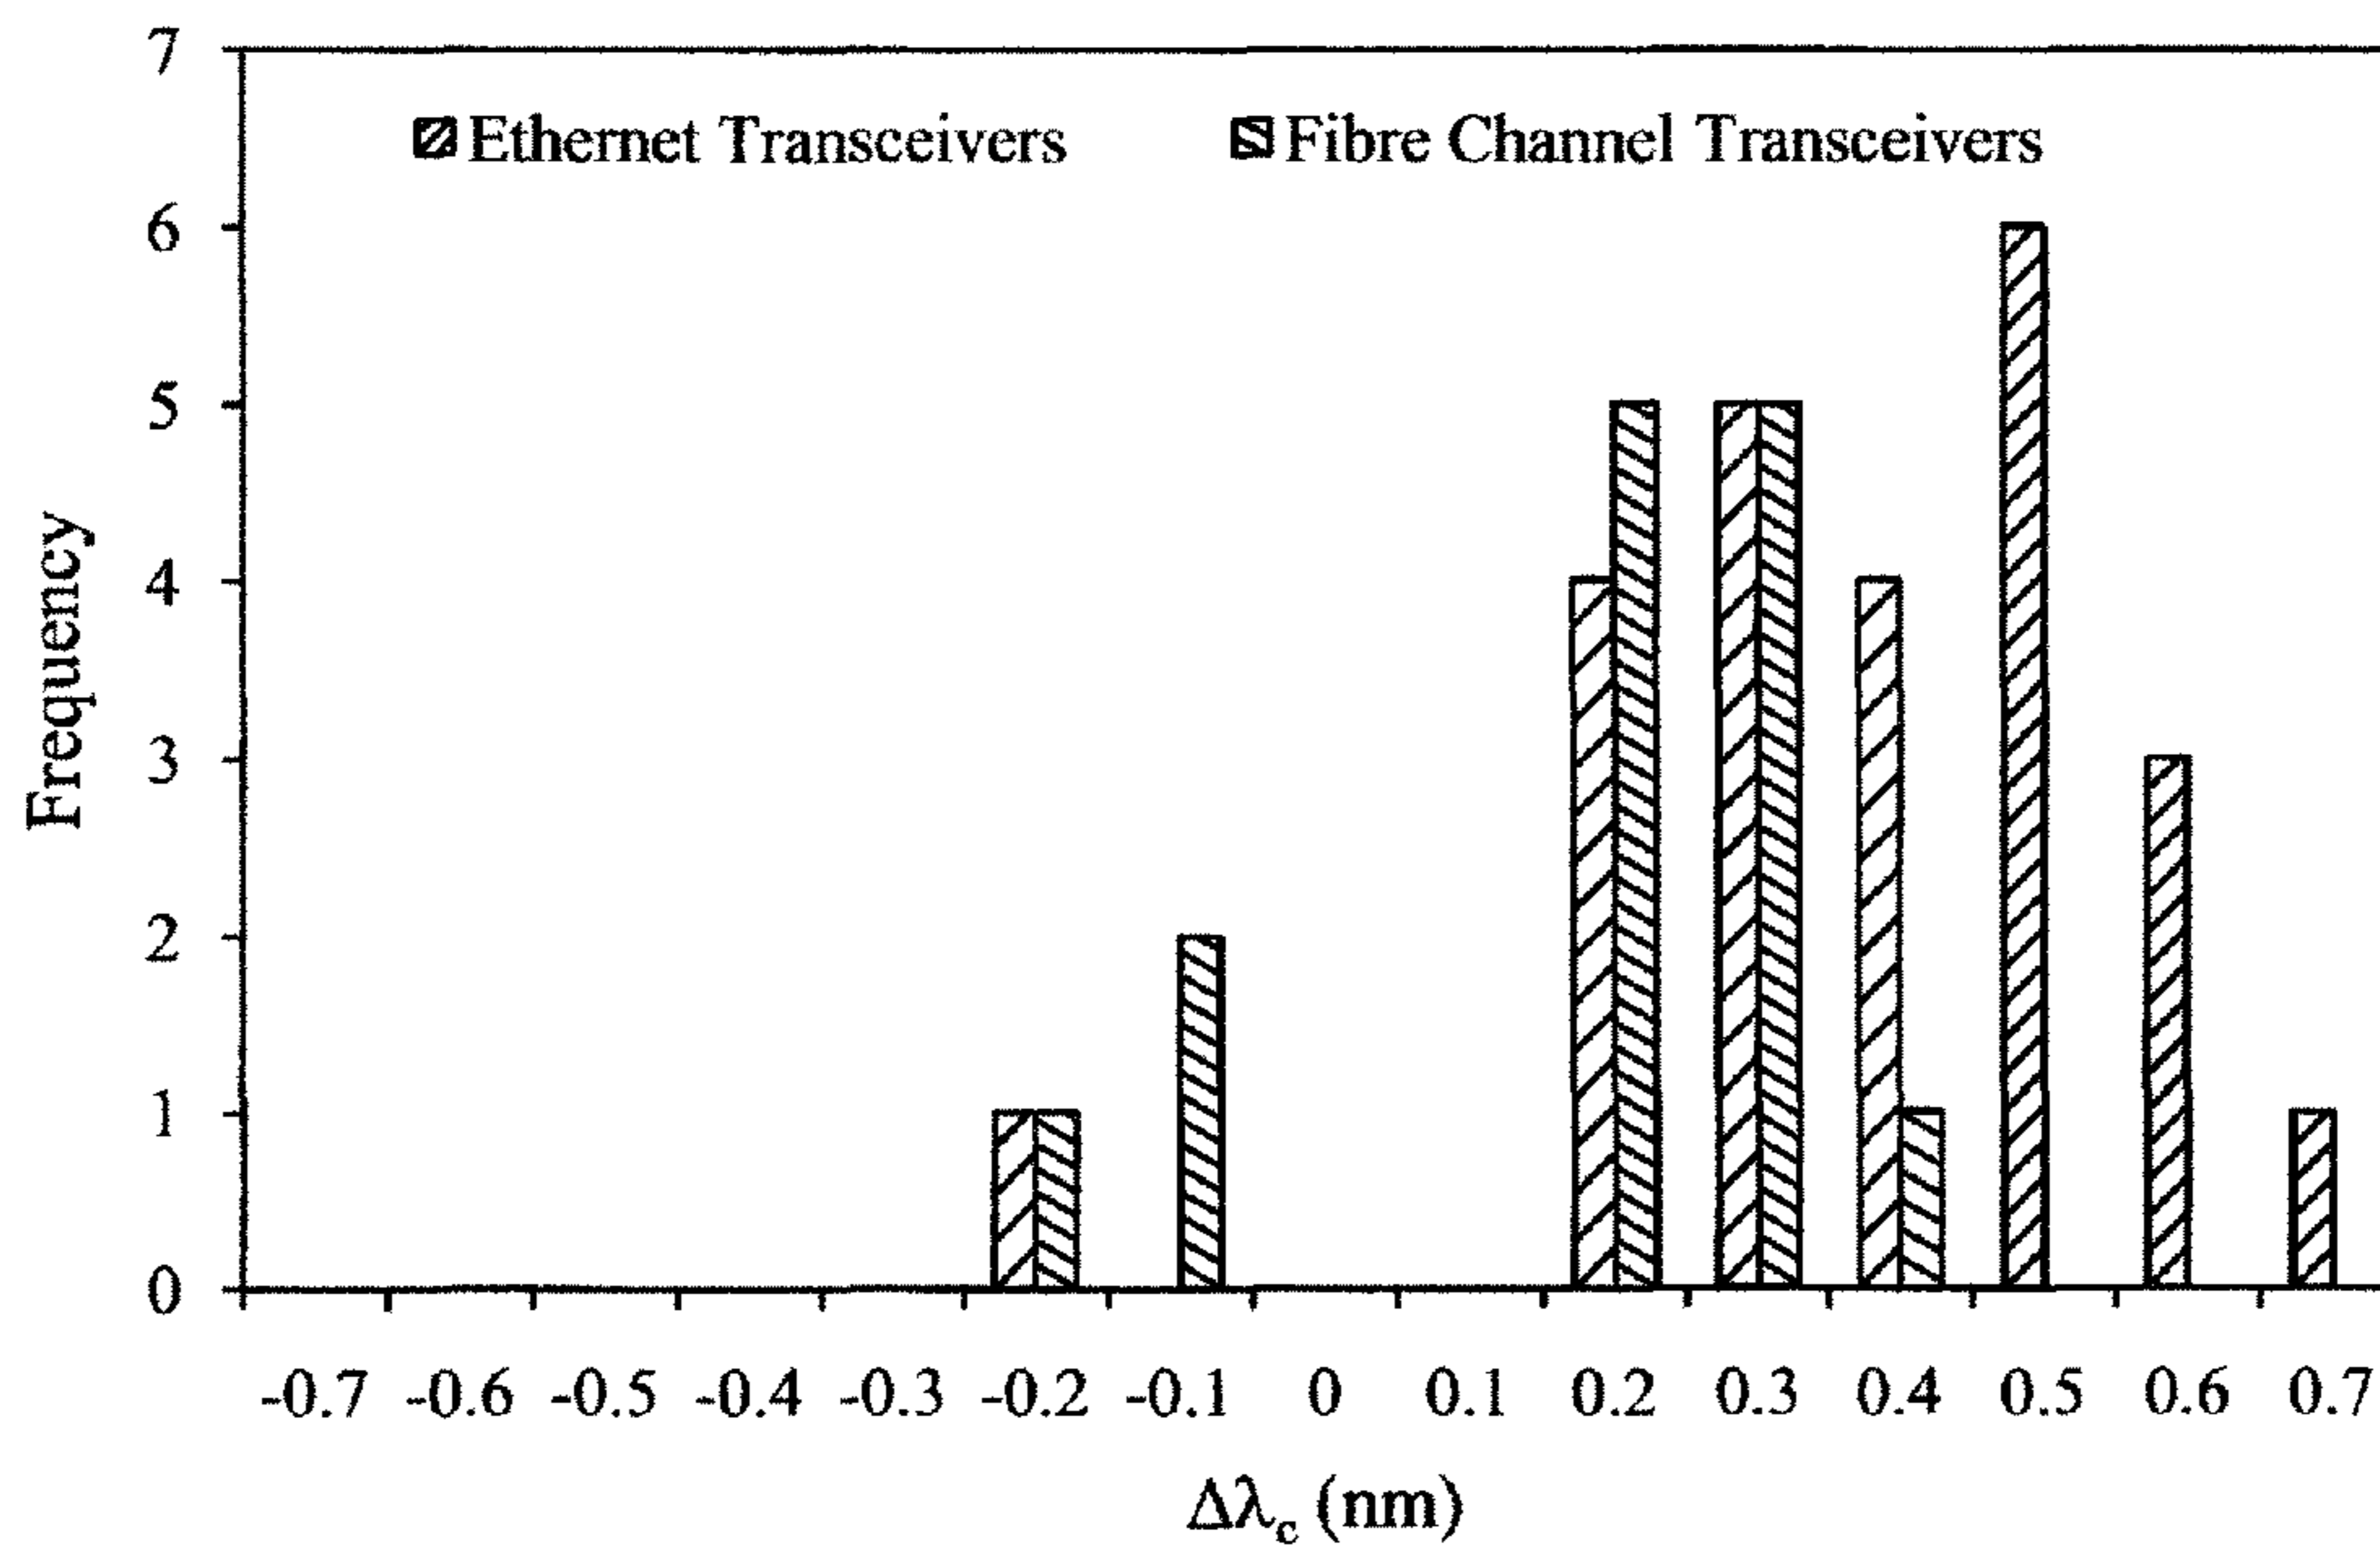 7
Ethernet Transceivers Fibre Channel Transceivers
6
5
4
3
2
1
0
Frequency
-0.7 -0.6 -0.5 -0.4 -0.3 -0.2 -0.1 0 0.1 0.2 0.3 0.4 0.5 0.6 0.7
Δλc (nm)